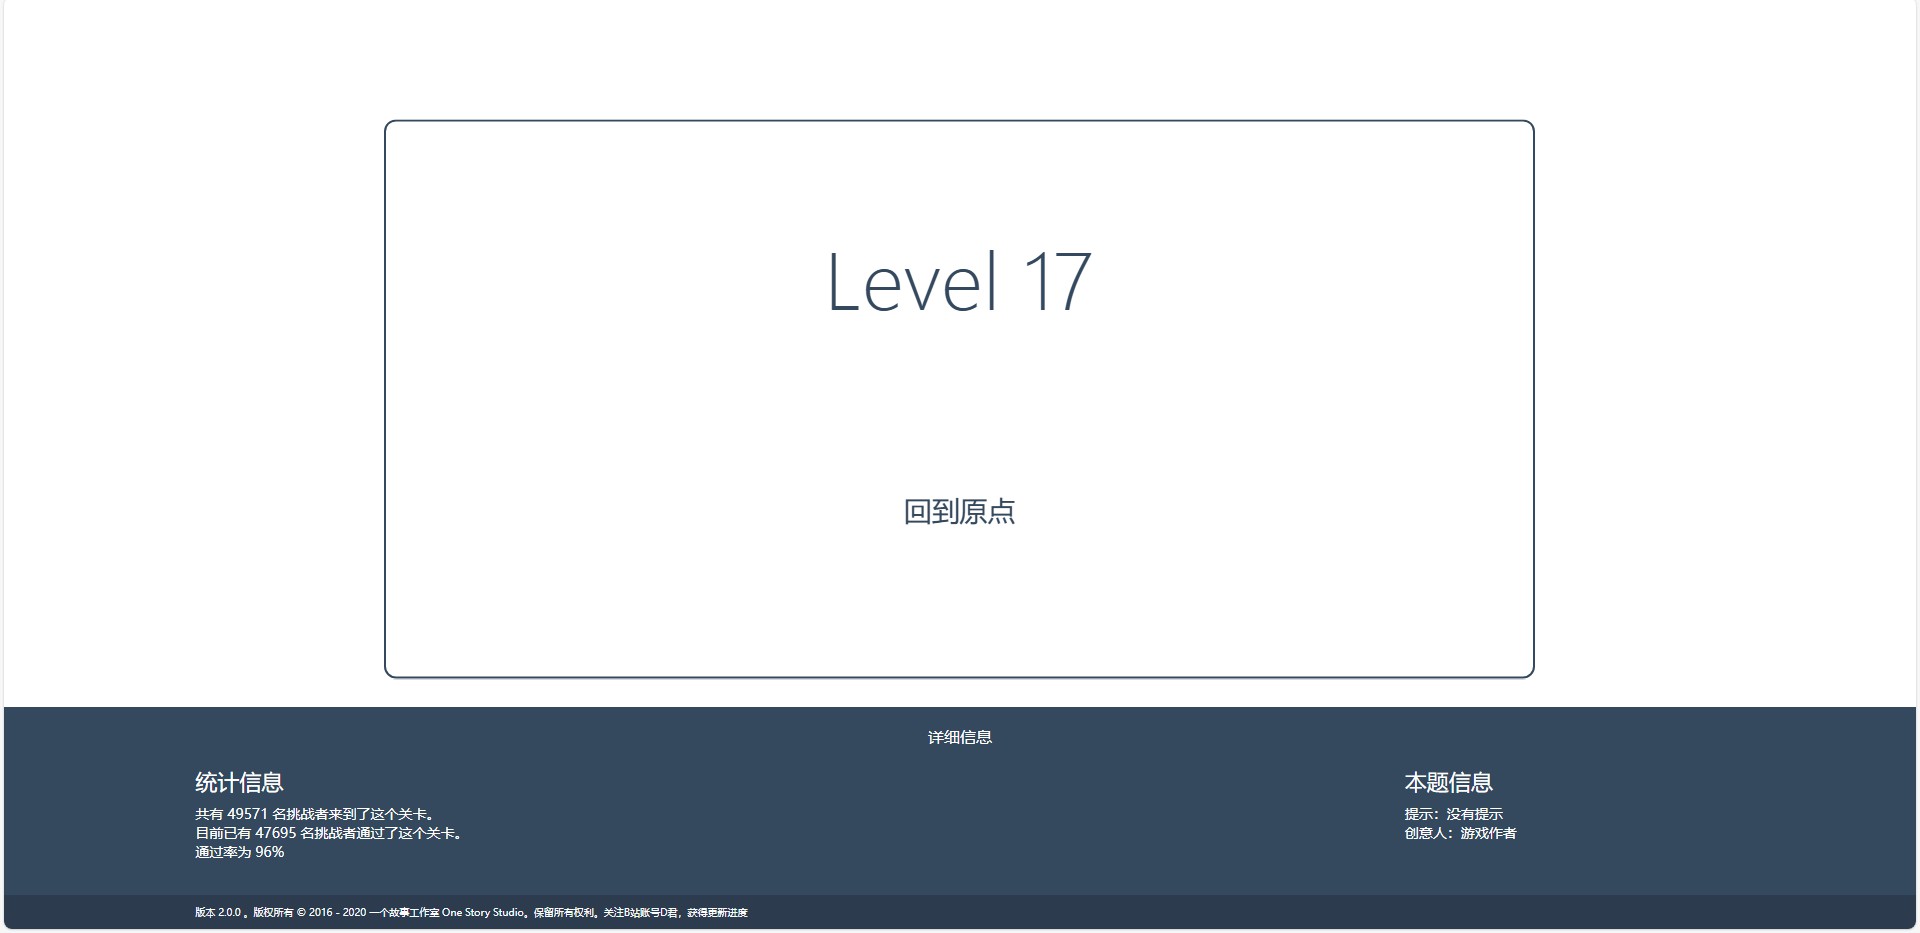 Level 17
回到原点
详细信息
统计信息
共有 49571 名挑战者来到了这个关卡。
目前已有 47695 名挑战者通过了这个关卡。
通过率为 96%
本题信息
提示：没有提示
创意人：游戏作者
版本 2.0.0 。版权所有 © 2016 - 2020 一个故事工作室 One Story Studio。保留所有权利。关注B站账号D君，获得更新进度